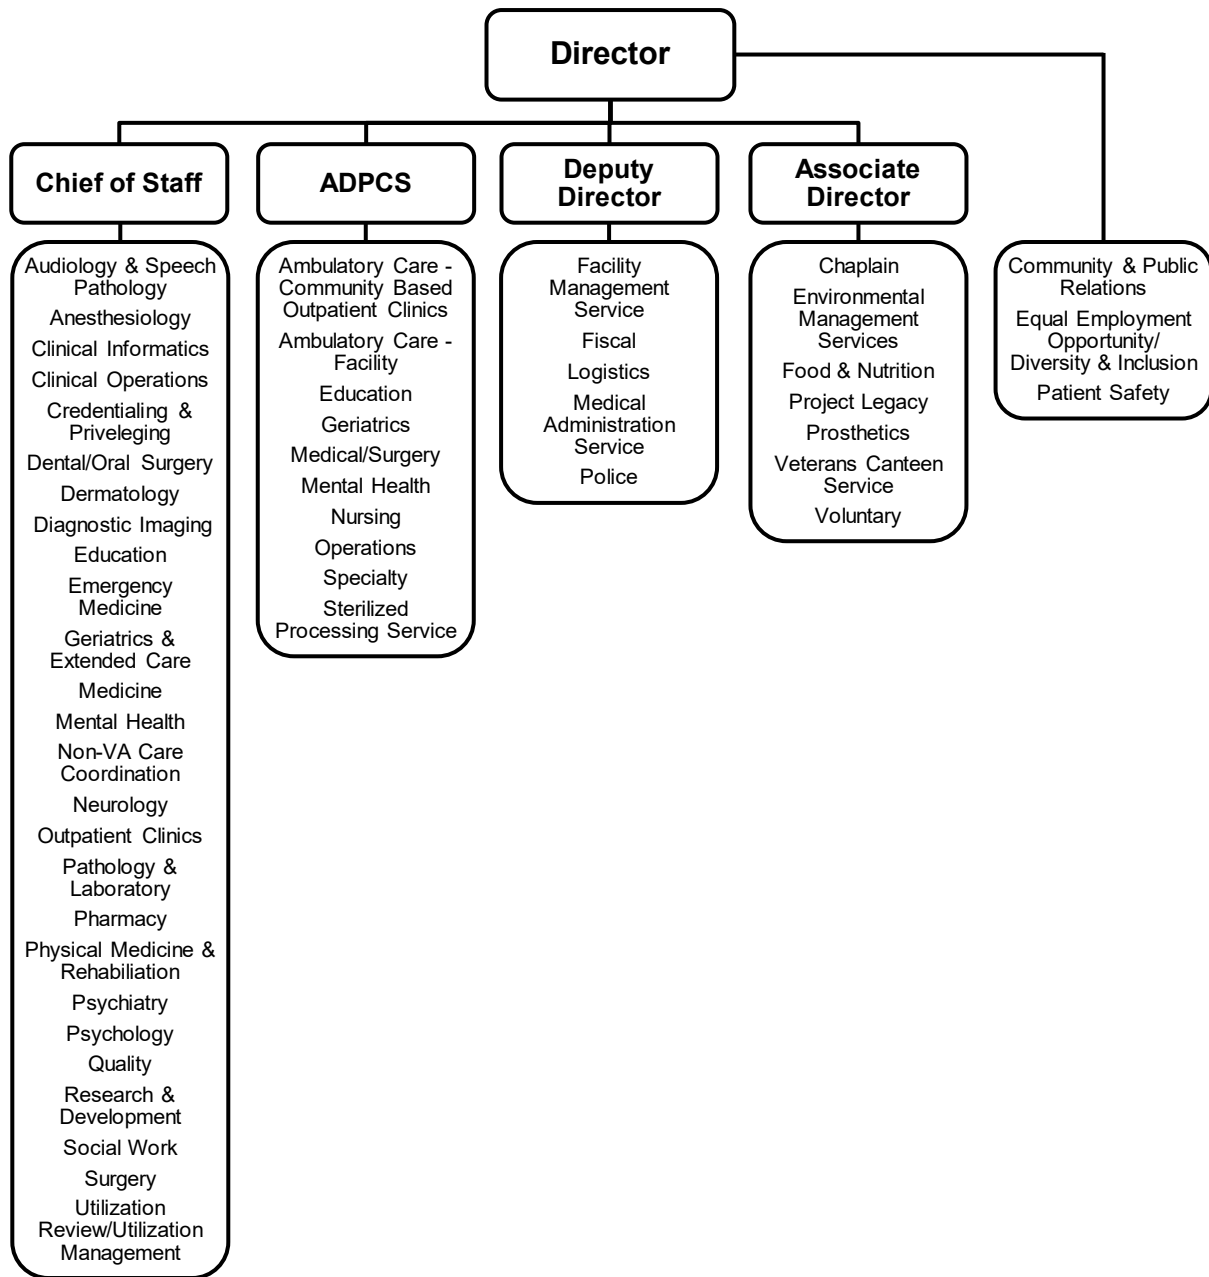 Director
Chief of Staff
ADPCS
Deputy
Director
Associate
Director
Audiology & Speech
Pathology
Anesthesiology
Clinical Informatics
Clinical Operations
Credentialing &
Priveleging
Dental/Oral Surgery
Dermatology
Diagnostic Imaging
Education
Emergency
Medicine
Geriatrics &
Extended Care
Medicine
Mental Health
Non-VA Care
Coordination
Neurology
Outpatient Clinics
Pathology &
Laboratory
Pharmacy
Physical Medicine &
Rehabiliation
Psychiatry
Psychology
Quality
Research &
Development
Social Work
Surgery
Utilization
Review/Utilization
Management
Ambulatory Care -
Community Based
Outpatient Clinics
Ambulatory Care -
Facility
Education
Geriatrics
Medical/Surgery
Mental Health
Nursing
Operations
Specialty
Sterilized
Processing Service
Facility
Management
Service
Fiscal
Logistics
Medical
Administration
Service
Police
Chaplain
Environmental
Management
Services
Food & Nutrition
Project Legacy
Prosthetics
Veterans Canteen
Service
Voluntary
Community & Public
Relations
Equal Employment
Opportunity/
Diversity & Inclusion
Patient Safety